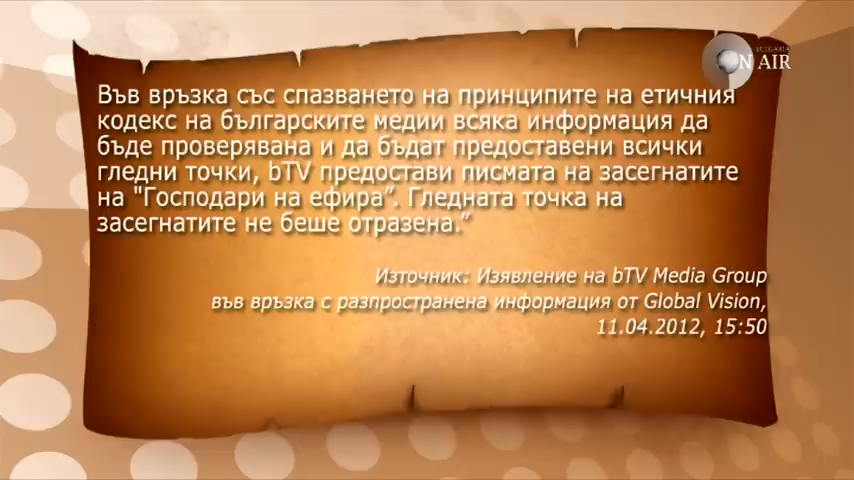 BULGARIA
ON AIR
Във връзка със спазването на принципите на етичния
кодекс на българските медии всяка информация да
бъде проверявана и да бъдат предоставени всички
гледни точки, bTV предостави писмата на засегнатите
на "Господари на ефира”. Гледната точка на
засегнатите не беше отразена.”
Източник: Изявление на bTV Media Group
във връзка с разпространена информация от Global Vision,
11.04.2012, 15:50